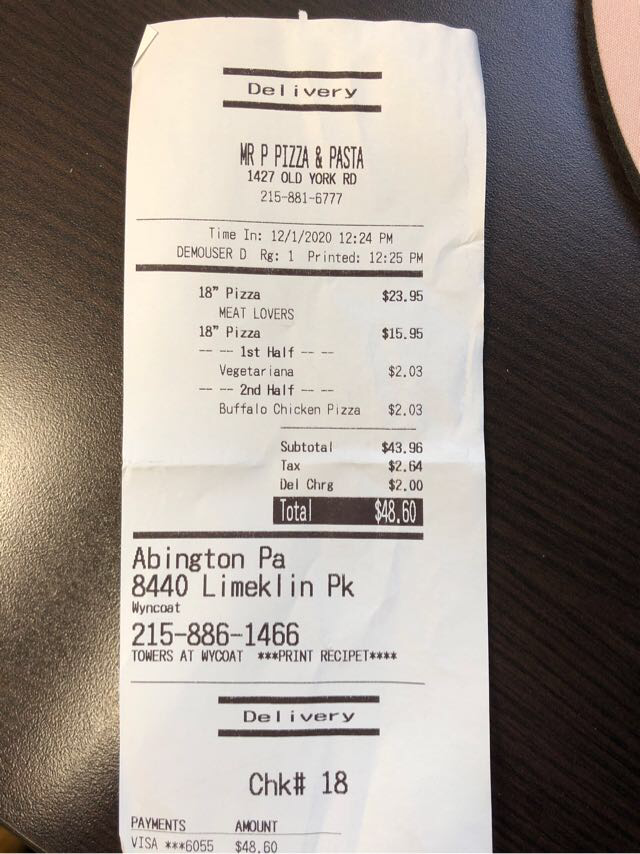 Delivery
MR P PIZZA & PASTA
1427 OLD YORK RD
215-881-6777
Time In: 12/1/2020 12:24 PM
DEMOUSER D Rg: 1 Printed: 12:25 PM
18" Pizza $23.95
MEAT LOVERS
18" Pizza $15.95
-- -- 1st Half -- --
Vegetariana $2.03
-- -- 2nd Half -- --
Buffalo Chicken Pizza $2.03
Subtotal $43.96
Tax $2.64
Del Chrg $2.00
Total $48.60
Abington Pa
8440 Limeklin Pk
Wyncoat
215-886-1466
TOWERS AT WYCOAT ***PRINT RECIPET****
Delivery
Chk# 18
PAYMENTS AMOUNT
VISA ***6055 $48.60